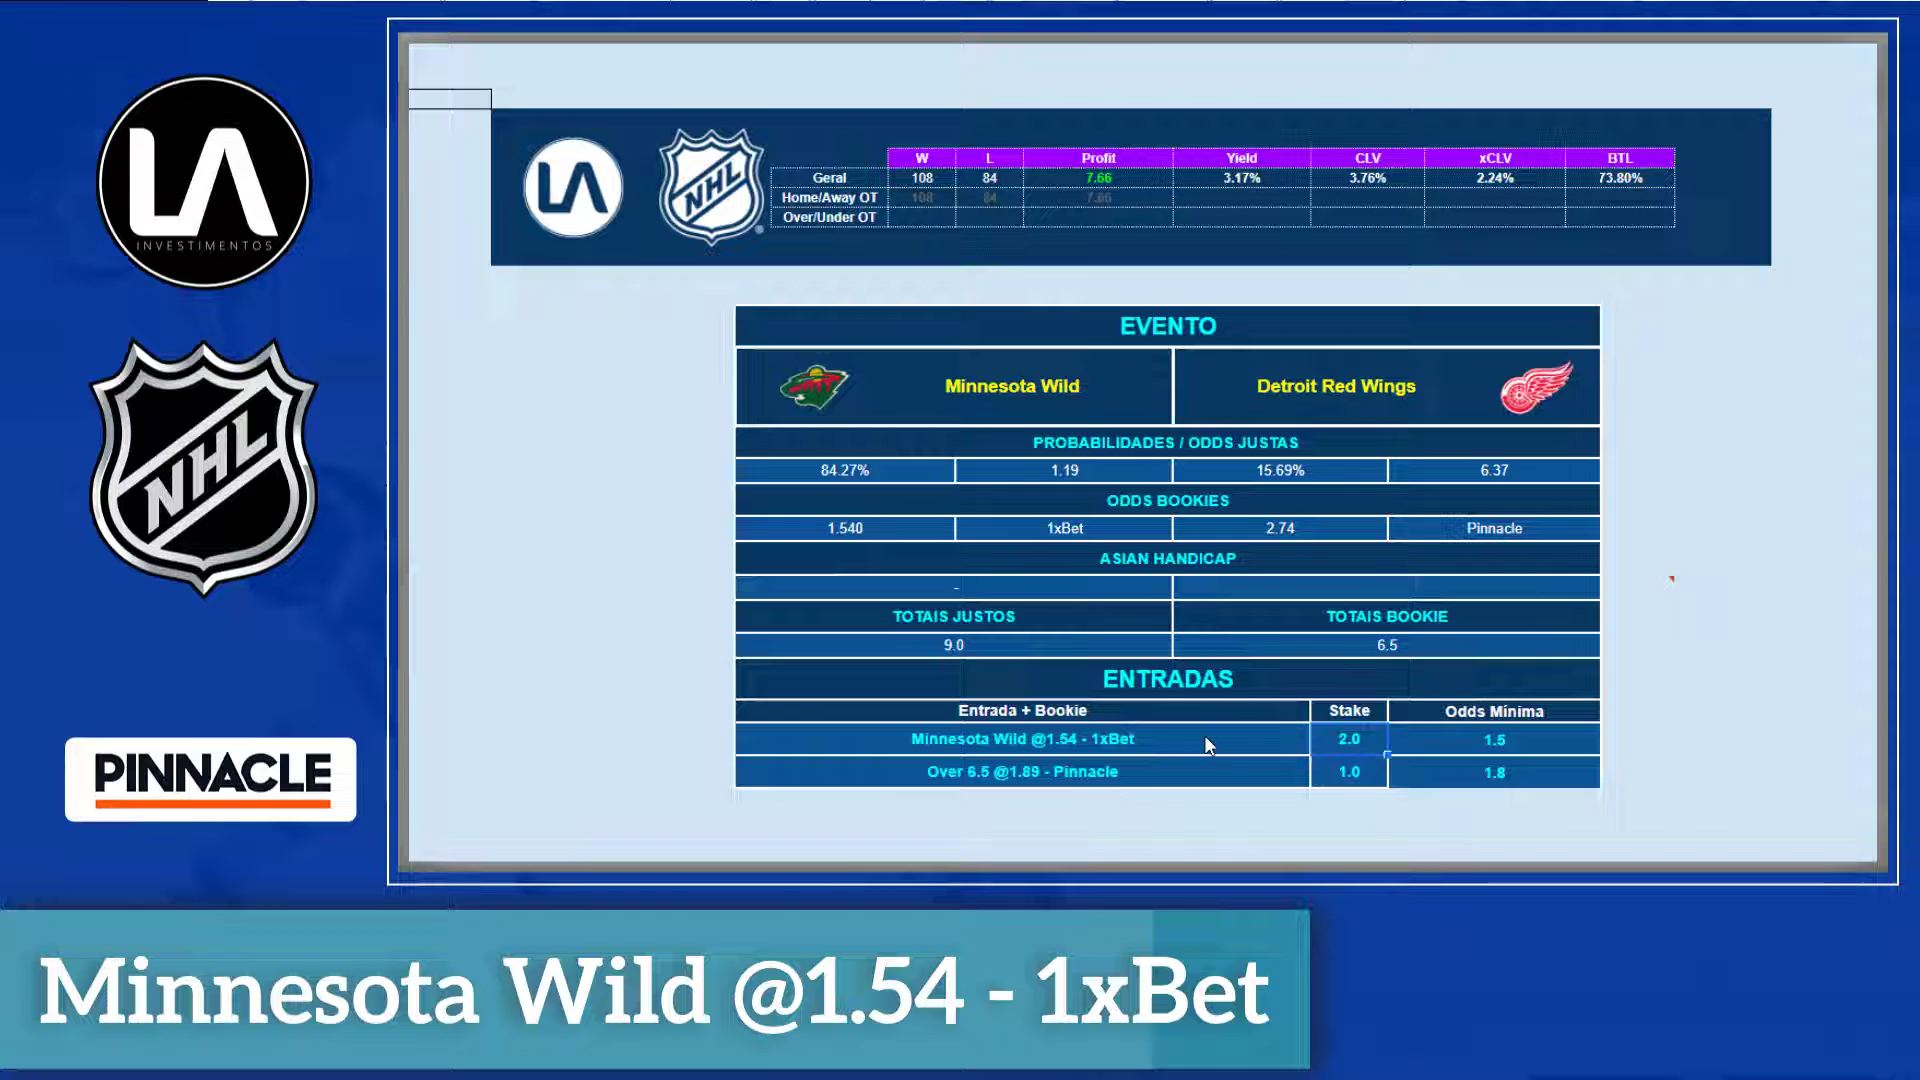 LA
INVESTIMENTOS
NHL
PINNACLE
LA
NHL
W L Profit Yield CLV xCLV BTL
Geral 108 84 7.66 3.17% 3.76% 2.24% 73.80%
Home/Away OT 108 84 7.66
Over/Under OT
EVENTO
Minnesota Wild Detroit Red Wings
PROBABILIDADES / ODDS JUSTAS
84.27% 1.19 15.69% 6.37
ODDS BOOKIES
1.540 1xBet 2.74 Pinnacle
ASIAN HANDICAP
-
TOTAIS JUSTOS TOTAIS BOOKIE
9.0 6.5
ENTRADAS
Entrada + Bookie Stake Odds Mínima
Minnesota Wild @1.54 - 1xBet 2.0 1.5
Over 6.5 @1.89 - Pinnacle 1.0 1.8
Minnesota Wild @1.54 - 1xBet